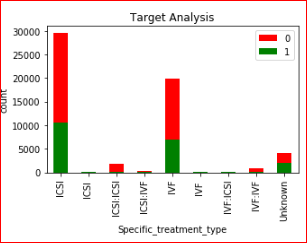 Target Analysis
30000
25000
20000
15000
10000
5000
0
count
0
1
ICSI
ICSI
ICSI:ICSI
ICSI:IVF
IVF
IVF
IVF:ICSI
IVF:IVF
Unknown
Specific_treatment_type